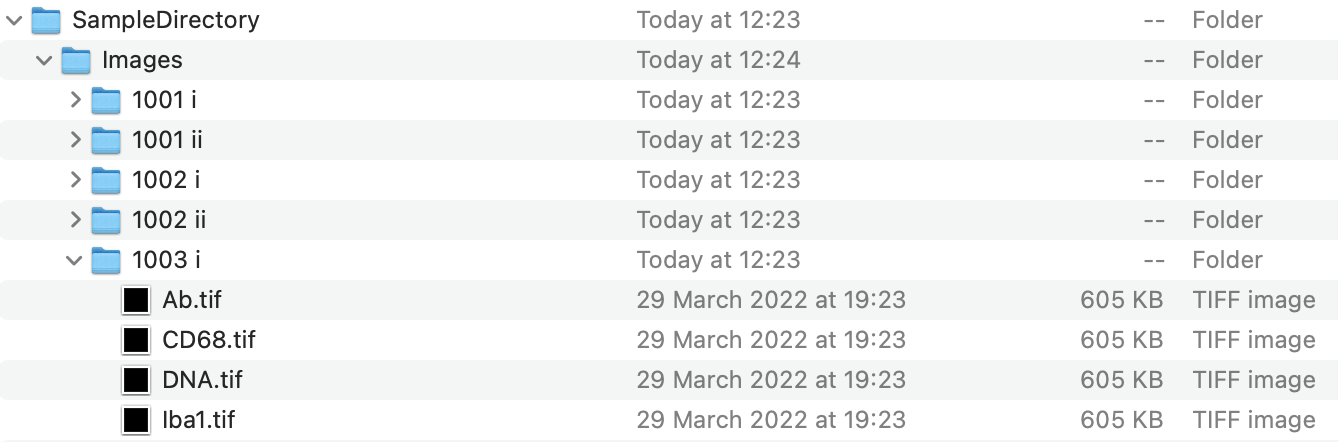 SampleDirectory Today at 12:23 -- Folder
Images Today at 12:24 -- Folder
1001 i Today at 12:23 -- Folder
1001 ii Today at 12:23 -- Folder
1002 i Today at 12:23 -- Folder
1002 ii Today at 12:23 -- Folder
1003 i Today at 12:23 -- Folder
Ab.tif 29 March 2022 at 19:23 605 KB TIFF image
CD68.tif 29 March 2022 at 19:23 605 KB TIFF image
DNA.tif 29 March 2022 at 19:23 605 KB TIFF image
Iba1.tif 29 March 2022 at 19:23 605 KB TIFF image